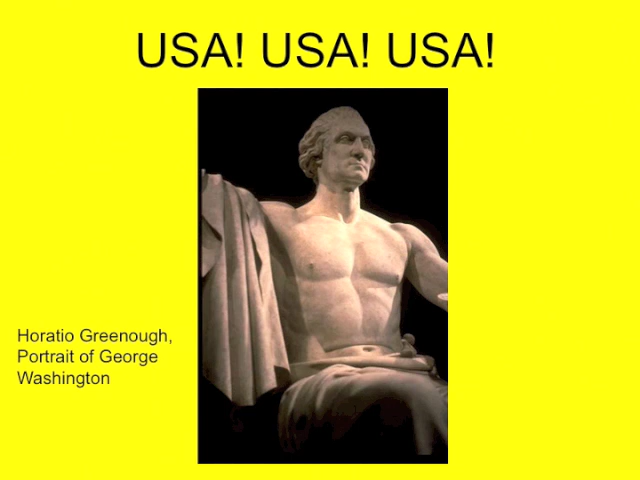 USA! USA! USA!
Horatio Greenough,
Portrait of George
Washington